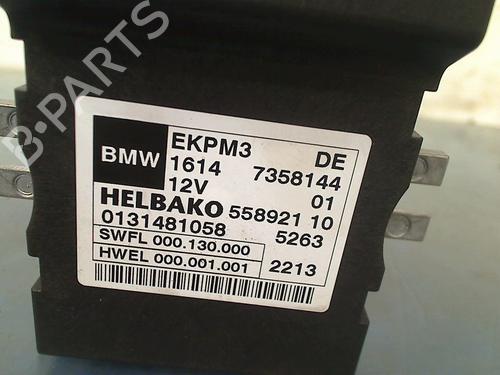 B-PARTS
BMW
EKPM3 DE
1614 7358144
12V 01
HELBAKO 558921 10
0131481058 5263
SWFL 000.130.000
HWEL 000.001.001 2213